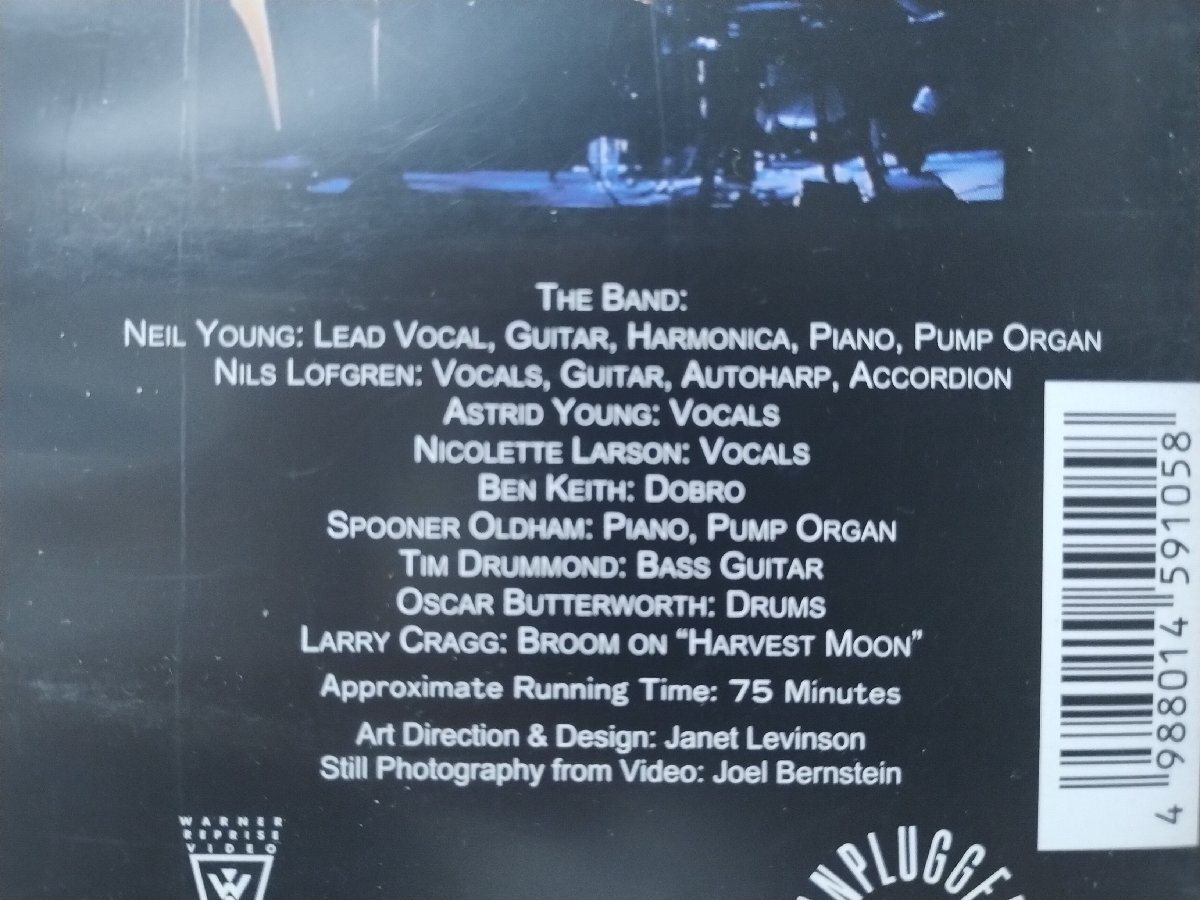 THE BAND:
NEIL YOUNG: LEAD VOCAL, GUITAR, HARMONICA, PIANO, PUMP ORGAN
NILS LOFGREN: VOCALS, GUITAR, AUTOHARP, ACCORDION
ASTRID YOUNG: VOCALS
NICOLETTE LARSON: VOCALS
BEN KEITH: DOBRO
SPOONER OLDHAM: PIANO, PUMP ORGAN
TIM DRUMMOND: BASS GUITAR
OSCAR BUTTERWORTH: DRUMS
LARRY CRAGG: BROOM ON “HARVEST MOON”
Approximate Running Time: 75 Minutes
Art Direction & Design: Janet Levinson
Still Photography from Video: Joel Bernstein
4 988014 591058
WARNER
REPRISE
VIDEO